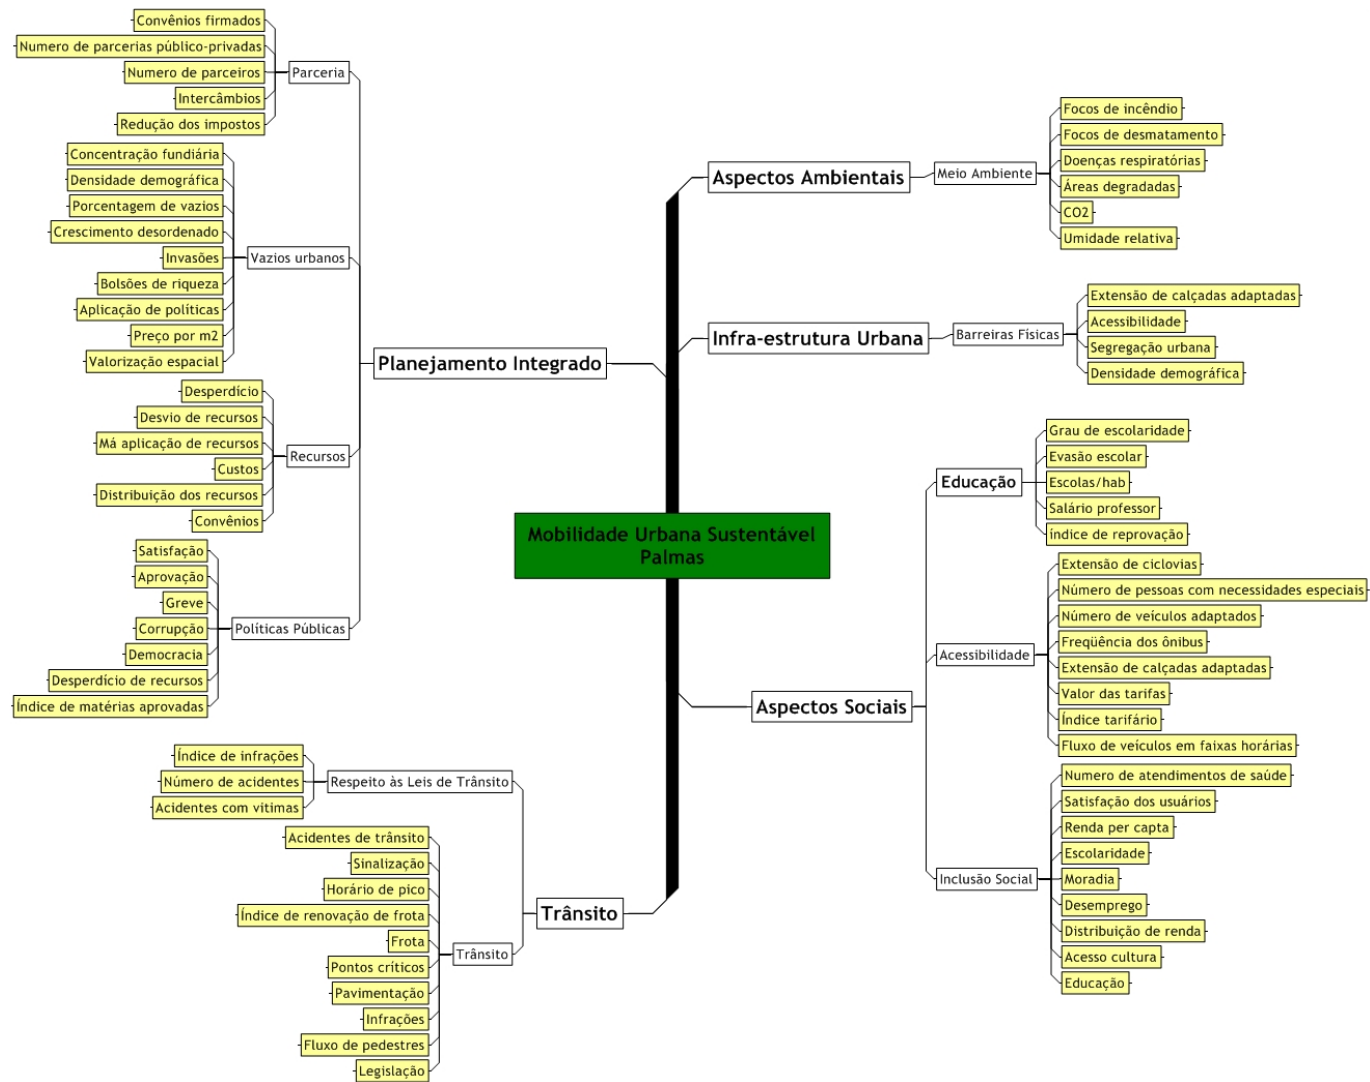 Mobilidade Urbana Sustentável
Palmas
Planejamento Integrado
Parceria
Convênios firmados
Numero de parcerias público-privadas
Numero de parceiros
Intercâmbios
Redução dos impostos
Vazios urbanos
Concentração fundiária
Densidade demográfica
Porcentagem de vazios
Crescimento desordenado
Invasões
Bolsões de riqueza
Aplicação de políticas
Preço por m2
Valorização espacial
Recursos
Desperdício
Desvio de recursos
Má aplicação de recursos
Custos
Distribuição dos recursos
Convênios
Políticas Públicas
Satisfação
Aprovação
Greve
Corrupção
Democracia
Desperdício de recursos
Índice de matérias aprovadas
Trânsito
Respeito às Leis de Trânsito
Índice de infrações
Número de acidentes
Acidentes com vitimas
Trânsito
Acidentes de trânsito
Sinalização
Horário de pico
Índice de renovação de frota
Frota
Pontos críticos
Pavimentação
Infrações
Fluxo de pedestres
Legislação
Aspectos Ambientais
Meio Ambiente
Focos de incêndio
Focos de desmatamento
Doenças respiratórias
Áreas degradadas
CO2
Umidade relativa
Infra-estrutura Urbana
Barreiras Físicas
Extensão de calçadas adaptadas
Acessibilidade
Segregação urbana
Densidade demográfica
Aspectos Sociais
Educação
Grau de escolaridade
Evasão escolar
Escolas/hab
Salário professor
índice de reprovação
Acessibilidade
Extensão de ciclovias
Número de pessoas com necessidades especiais
Número de veículos adaptados
Freqüência dos ônibus
Extensão de calçadas adaptadas
Valor das tarifas
Índice tarifário
Fluxo de veículos em faixas horárias
Inclusão Social
Numero de atendimentos de saúde
Satisfação dos usuários
Renda per capta
Escolaridade
Moradia
Desemprego
Distribuição de renda
Acesso cultura
Educação